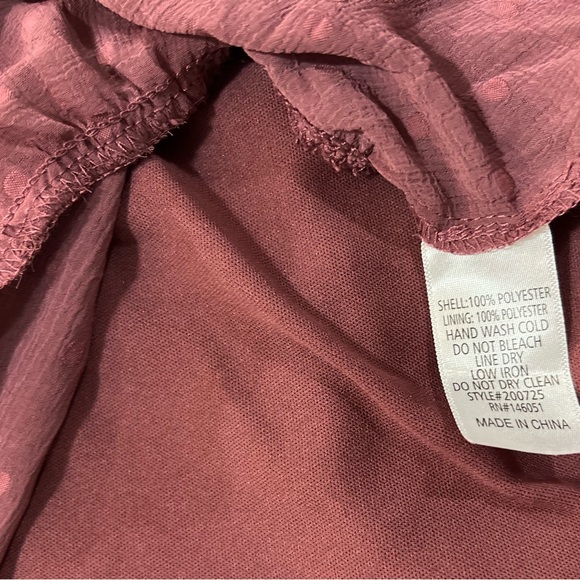 SHELL:100% POLYESTER
LINING: 100% POLYESTER
HAND WASH COLD
DO NOT BLEACH
LINE DRY
LOW IRON
DO NOT DRY CLEAN
STYLE#200725
RN#146051
MADE IN CHINA